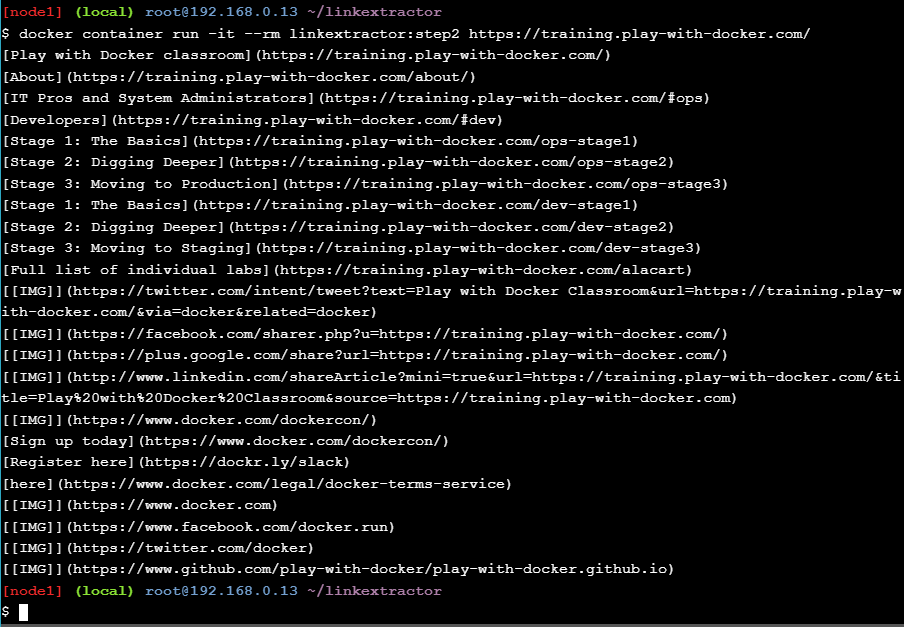 [node1] (local) root@192.168.0.13 ~/linkextractor
$ docker container run -it --rm linkextractor:step2 https://training.play-with-docker.com/
[Play with Docker classroom](https://training.play-with-docker.com/)
[About](https://training.play-with-docker.com/about/)
[IT Pros and System Administrators](https://training.play-with-docker.com/#ops)
[Developers](https://training.play-with-docker.com/#dev)
[Stage 1: The Basics](https://training.play-with-docker.com/ops-stage1)
[Stage 2: Digging Deeper](https://training.play-with-docker.com/ops-stage2)
[Stage 3: Moving to Production](https://training.play-with-docker.com/ops-stage3)
[Stage 1: The Basics](https://training.play-with-docker.com/dev-stage1)
[Stage 2: Digging Deeper](https://training.play-with-docker.com/dev-stage2)
[Stage 3: Moving to Staging](https://training.play-with-docker.com/dev-stage3)
[Full list of individual labs](https://training.play-with-docker.com/alacart)
[[IMG]](https://twitter.com/intent/tweet?text=Play with Docker Classroom&url=https://training.play-w
ith-docker.com/&via=docker&related=docker)
[[IMG]](https://facebook.com/sharer.php?u=https://training.play-with-docker.com/)
[[IMG]](https://plus.google.com/share?url=https://training.play-with-docker.com/)
[[IMG]](http://www.linkedin.com/shareArticle?mini=true&url=https://training.play-with-docker.com/&ti
tle=Play%20with%20Docker%20Classroom&source=https://training.play-with-docker.com)
[[IMG]](https://www.docker.com/dockercon/)
[Sign up today](https://www.docker.com/dockercon/)
[Register here](https://dockr.ly/slack)
[here](https://www.docker.com/legal/docker-terms-service)
[[IMG]](https://www.docker.com)
[[IMG]](https://www.facebook.com/docker.run)
[[IMG]](https://twitter.com/docker)
[[IMG]](https://www.github.com/play-with-docker/play-with-docker.github.io)
[node1] (local) root@192.168.0.13 ~/linkextractor
$